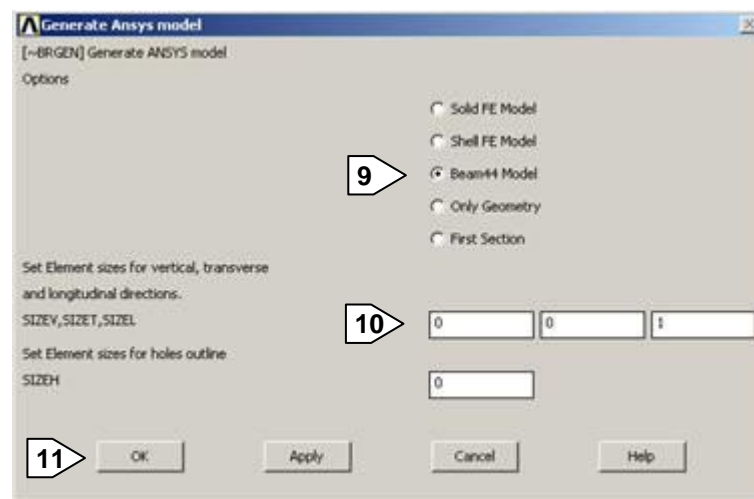 Generate Ansys model
[~BRGEN] Generate ANSYS model
Options
Solid FE Model
Shell FE Model
9
Beam44 Model
Only Geometry
First Section
Set Element sizes for vertical, transverse
and longitudinal directions.
SIZEV,SIZET,SIZEL
10
0 0 1
Set Element sizes for holes outline
SIZEH
0
11
OK Apply Cancel Help